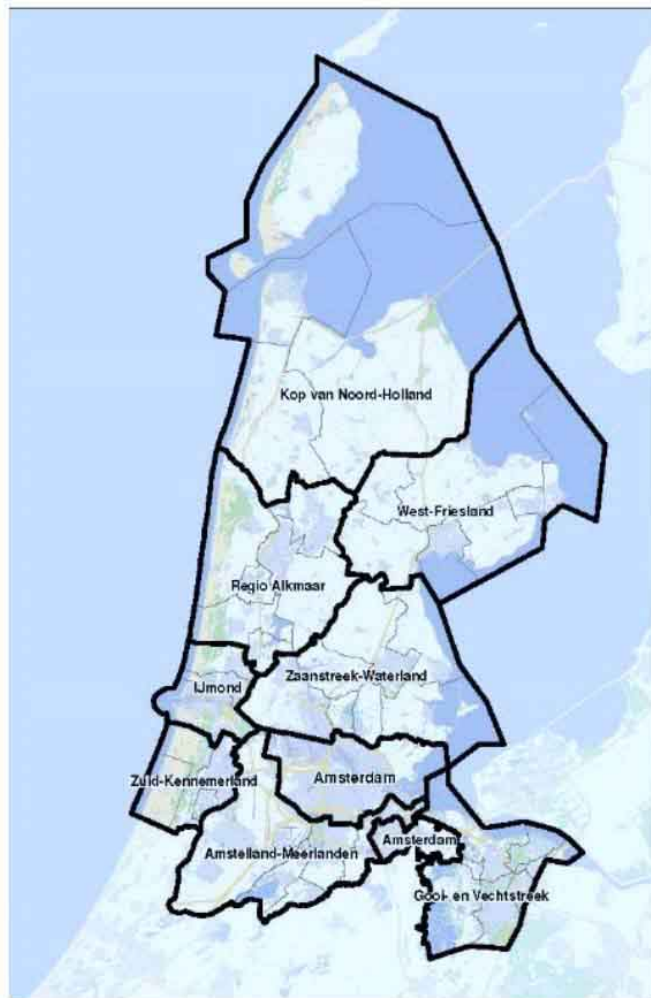 Kop van Noord-Holland
West-Friesland
Regio Alkmaar
IJmond
Zaanstreek-Waterland
Zuid-Kennemerland
Amsterdam
Amstelland-Meerlanden
Amsterdam
Gooi- en Vechtstreek